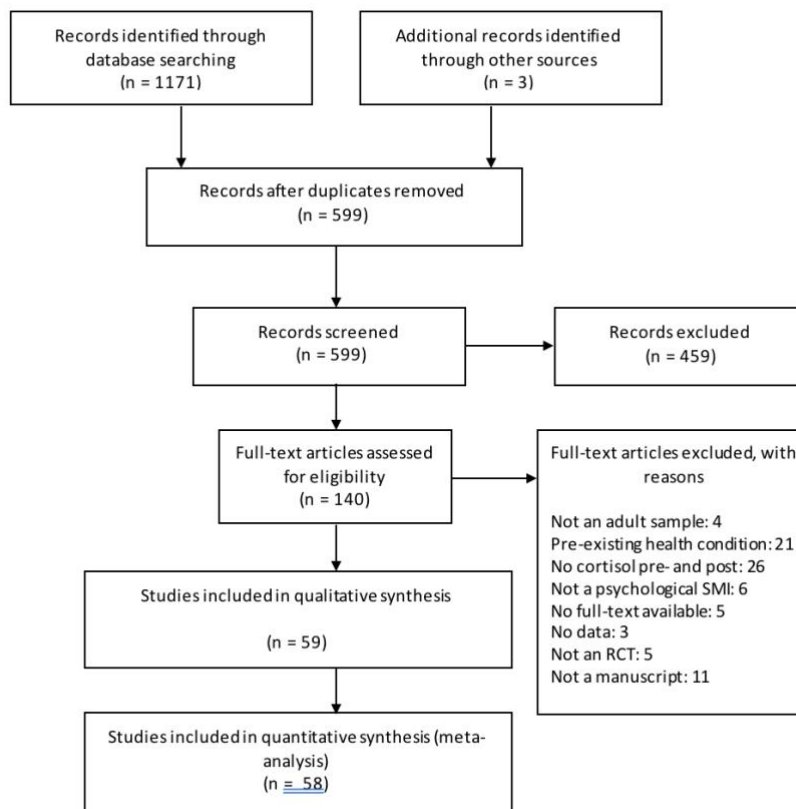 Records identified through
database searching
(n = 1171)
Additional records identified
through other sources
(n = 3)
Records after duplicates removed
(n = 599)
Records screened
(n = 599)
Records excluded
(n = 459)
Full-text articles assessed
for eligibility
(n = 140)
Full-text articles excluded, with
reasons
Not an adult sample: 4
Pre-existing health condition: 21
No cortisol pre- and post: 26
Not a psychological SMI: 6
No full-text available: 5
No data: 3
Not an RCT: 5
Not a manuscript: 11
Studies included in qualitative synthesis
(n = 59)
Studies included in quantitative synthesis (meta-
analysis)
(n = 58)